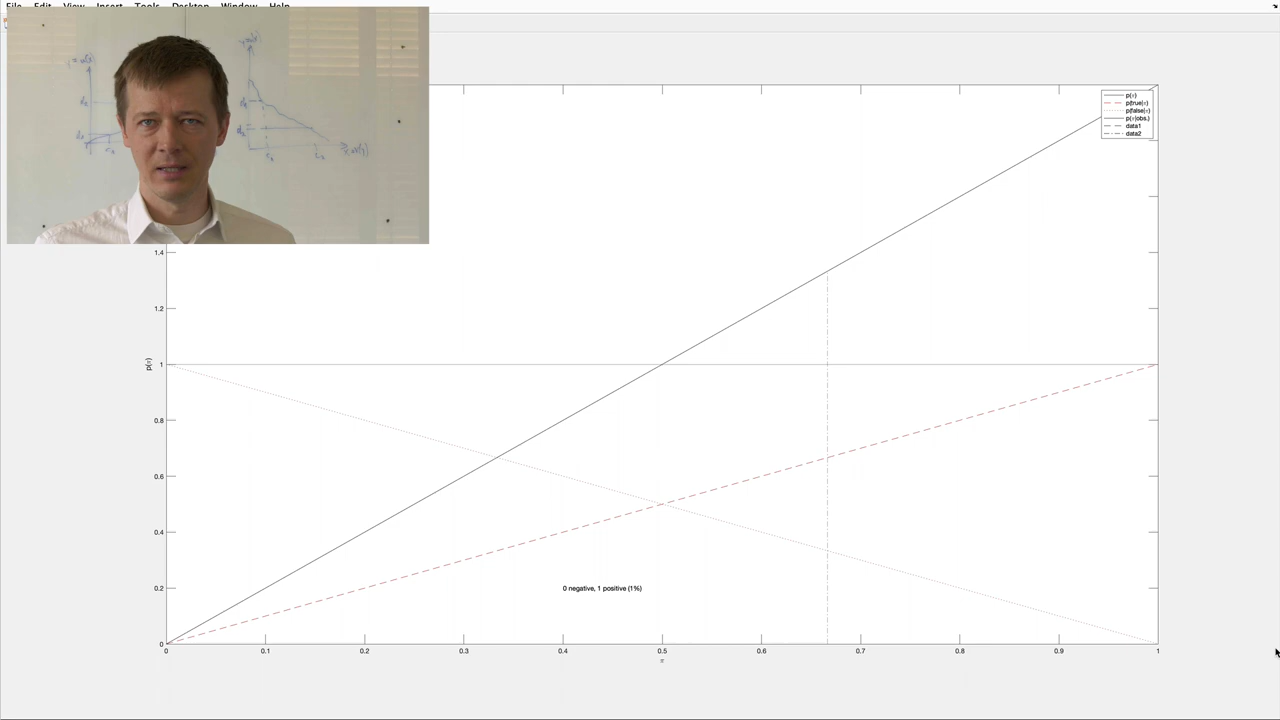 File Edit View Insert Tools Desktop Window Help
p(π)
p(true|π)
p(false|π)
p(π|obs.)
data1
data2
1.4
1.2
1
0.8
0.6
0.4
0.2
0
p(π)
0 negative, 1 positive (1%)
0 0.1 0.2 0.3 0.4 0.5 0.6 0.7 0.8 0.9 1
π